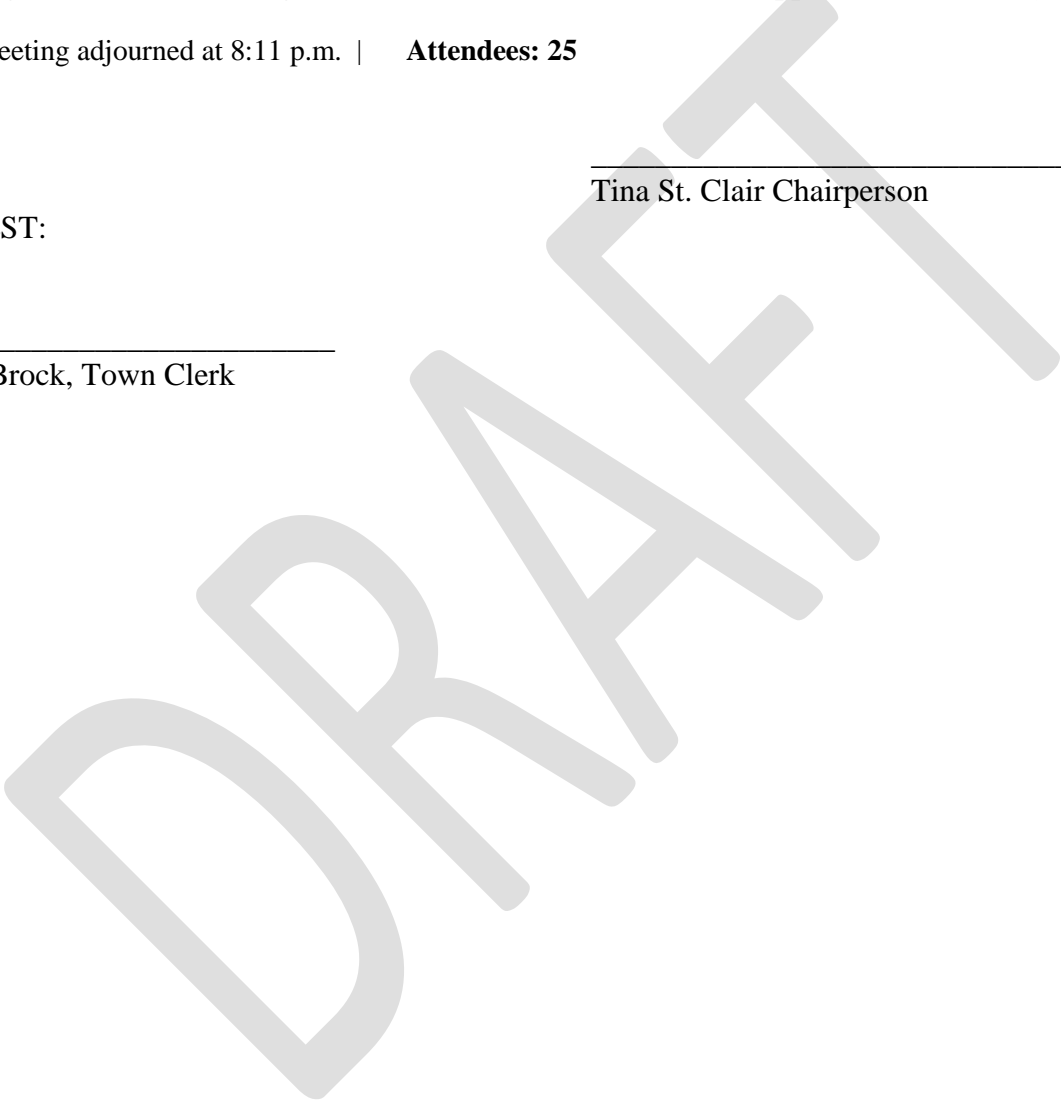 eeting adjourned at 8:11 p.m. | Attendees: 25
Tina St. Clair Chairperson
ST:
Brock, Town Clerk
DRAFT